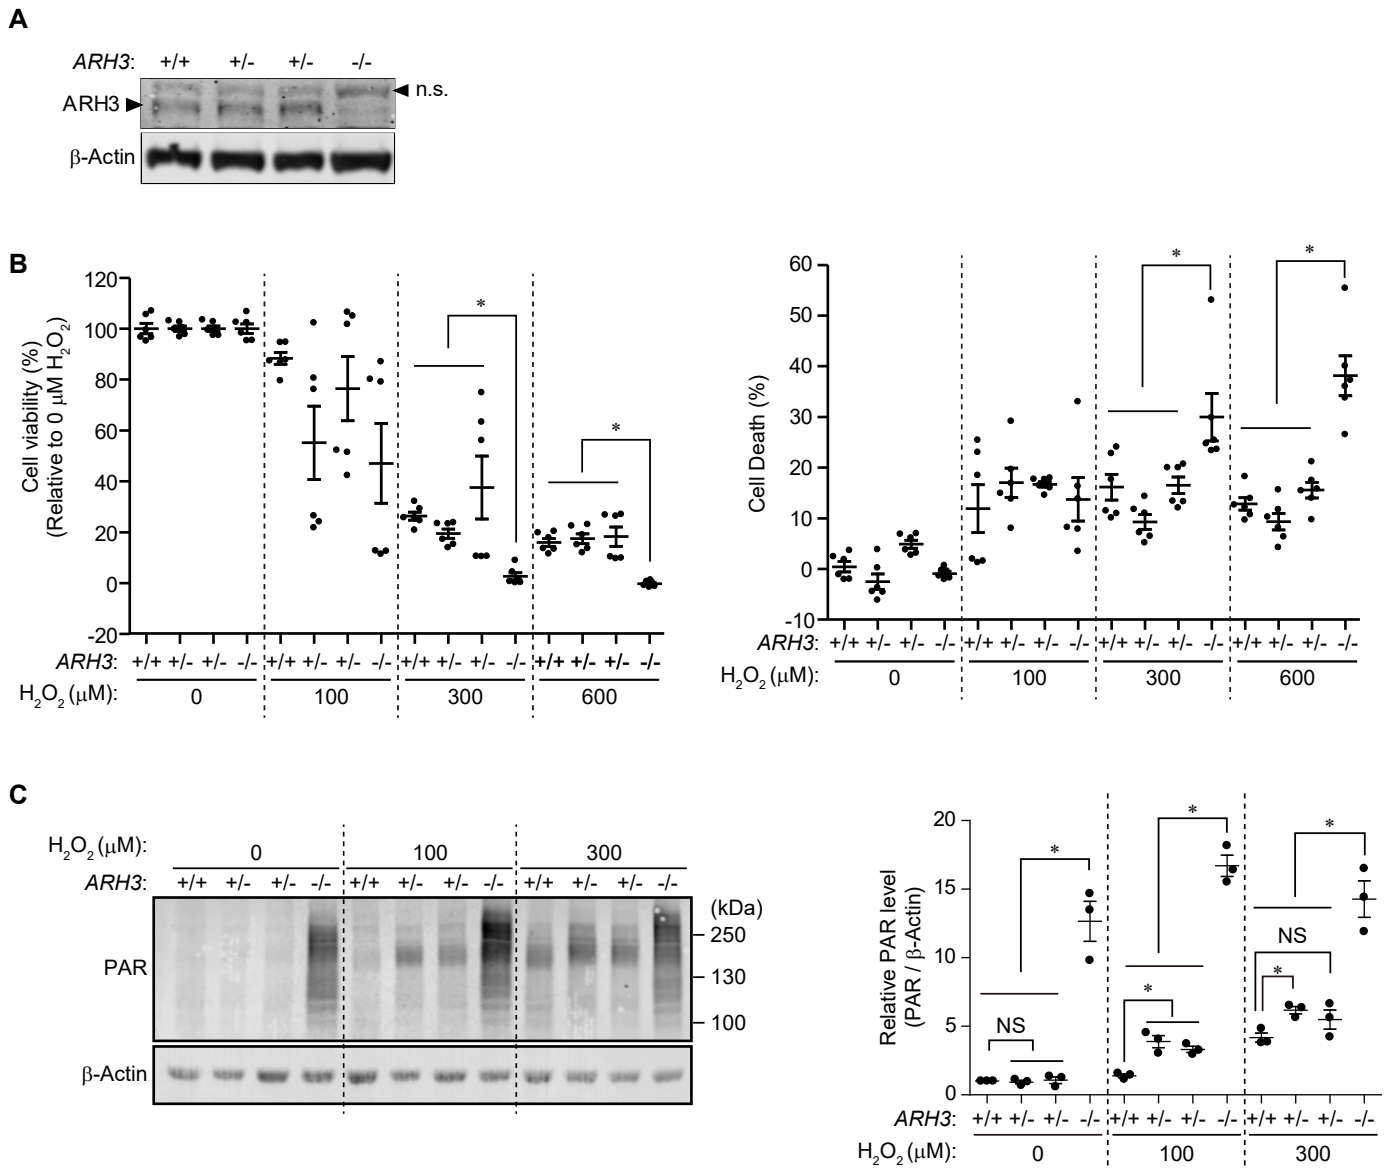 A
ARH3: +/+ +/- +/- -/-
n.s.
ARH3
β-Actin
B
Cell viability (%)
(Relative to 0 μM H2O2)
120
100
80
60
40
20
0
-20
*
*
ARH3: +/+ +/- +/- -/- +/+ +/- +/- -/- +/+ +/- +/- -/- +/+ +/- +/- -/-
H2O2 (μM): 0 100 300 600
Cell Death (%)
60
50
40
30
20
10
0
-10
*
*
ARH3: +/+ +/- +/- -/- +/+ +/- +/- -/- +/+ +/- +/- -/- +/+ +/- +/- -/-
H2O2 (μM): 0 100 300 600
C
H2O2 (μM): 0 100 300
ARH3: +/+ +/- +/- -/- +/+ +/- +/- -/- +/+ +/- +/- -/-
(kDa)
250
PAR
130
100
β-Actin
Relative PAR level
(PAR / β-Actin)
20
15
10
5
0
*
*
*
NS
*
NS
*
ARH3: +/+ +/- +/- -/- +/+ +/- +/- -/- +/+ +/- +/- -/-
H2O2 (μM): 0 100 300